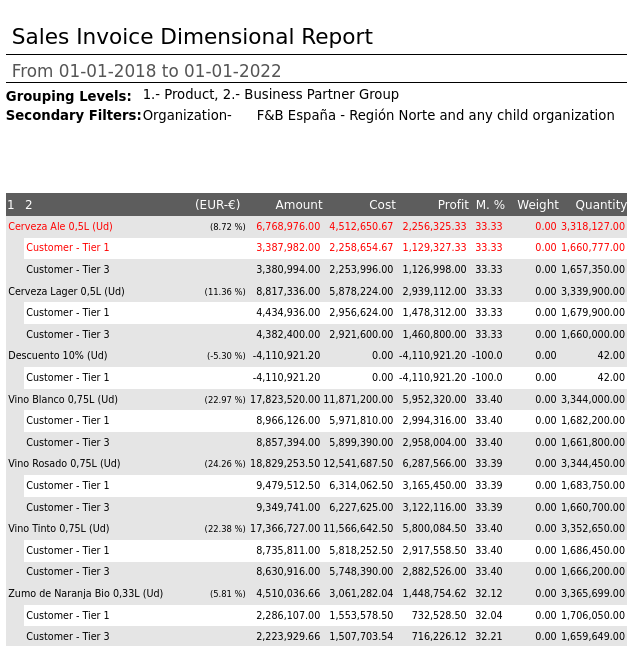 Sales Invoice Dimensional Report
From 01-01-2018 to 01-01-2022
Grouping Levels: 1.- Product, 2.- Business Partner Group
Secondary Filters: Organization- F&B España - Región Norte and any child organization
1 2 (EUR-€) Amount Cost Profit M. % Weight Quantity
Cerveza Ale 0,5L (Ud) (8.72 %) 6,768,976.00 4,512,650.67 2,256,325.33 33.33 0.00 3,318,127.00
Customer - Tier 1 3,387,982.00 2,258,654.67 1,129,327.33 33.33 0.00 1,660,777.00
Customer - Tier 3 3,380,994.00 2,253,996.00 1,126,998.00 33.33 0.00 1,657,350.00
Cerveza Lager 0,5L (Ud) (11.36 %) 8,817,336.00 5,878,224.00 2,939,112.00 33.33 0.00 3,339,900.00
Customer - Tier 1 4,434,936.00 2,956,624.00 1,478,312.00 33.33 0.00 1,679,900.00
Customer - Tier 3 4,382,400.00 2,921,600.00 1,460,800.00 33.33 0.00 1,660,000.00
Descuento 10% (Ud) (-5.30 %) -4,110,921.20 0.00 -4,110,921.20 -100.0 0.00 42.00
Customer - Tier 1 -4,110,921.20 0.00 -4,110,921.20 -100.0 0.00 42.00
Vino Blanco 0,75L (Ud) (22.97 %) 17,823,520.00 11,871,200.00 5,952,320.00 33.40 0.00 3,344,000.00
Customer - Tier 1 8,966,126.00 5,971,810.00 2,994,316.00 33.40 0.00 1,682,200.00
Customer - Tier 3 8,857,394.00 5,899,390.00 2,958,004.00 33.40 0.00 1,661,800.00
Vino Rosado 0,75L (Ud) (24.26 %) 18,829,253.50 12,541,687.50 6,287,566.00 33.39 0.00 3,344,450.00
Customer - Tier 1 9,479,512.50 6,314,062.50 3,165,450.00 33.39 0.00 1,683,750.00
Customer - Tier 3 9,349,741.00 6,227,625.00 3,122,116.00 33.39 0.00 1,660,700.00
Vino Tinto 0,75L (Ud) (22.38 %) 17,366,727.00 11,566,642.50 5,800,084.50 33.40 0.00 3,352,650.00
Customer - Tier 1 8,735,811.00 5,818,252.50 2,917,558.50 33.40 0.00 1,686,450.00
Customer - Tier 3 8,630,916.00 5,748,390.00 2,882,526.00 33.40 0.00 1,666,200.00
Zumo de Naranja Bio 0,33L (Ud) (5.81 %) 4,510,036.66 3,061,282.04 1,448,754.62 32.12 0.00 3,365,699.00
Customer - Tier 1 2,286,107.00 1,553,578.50 732,528.50 32.04 0.00 1,706,050.00
Customer - Tier 3 2,223,929.66 1,507,703.54 716,226.12 32.21 0.00 1,659,649.00